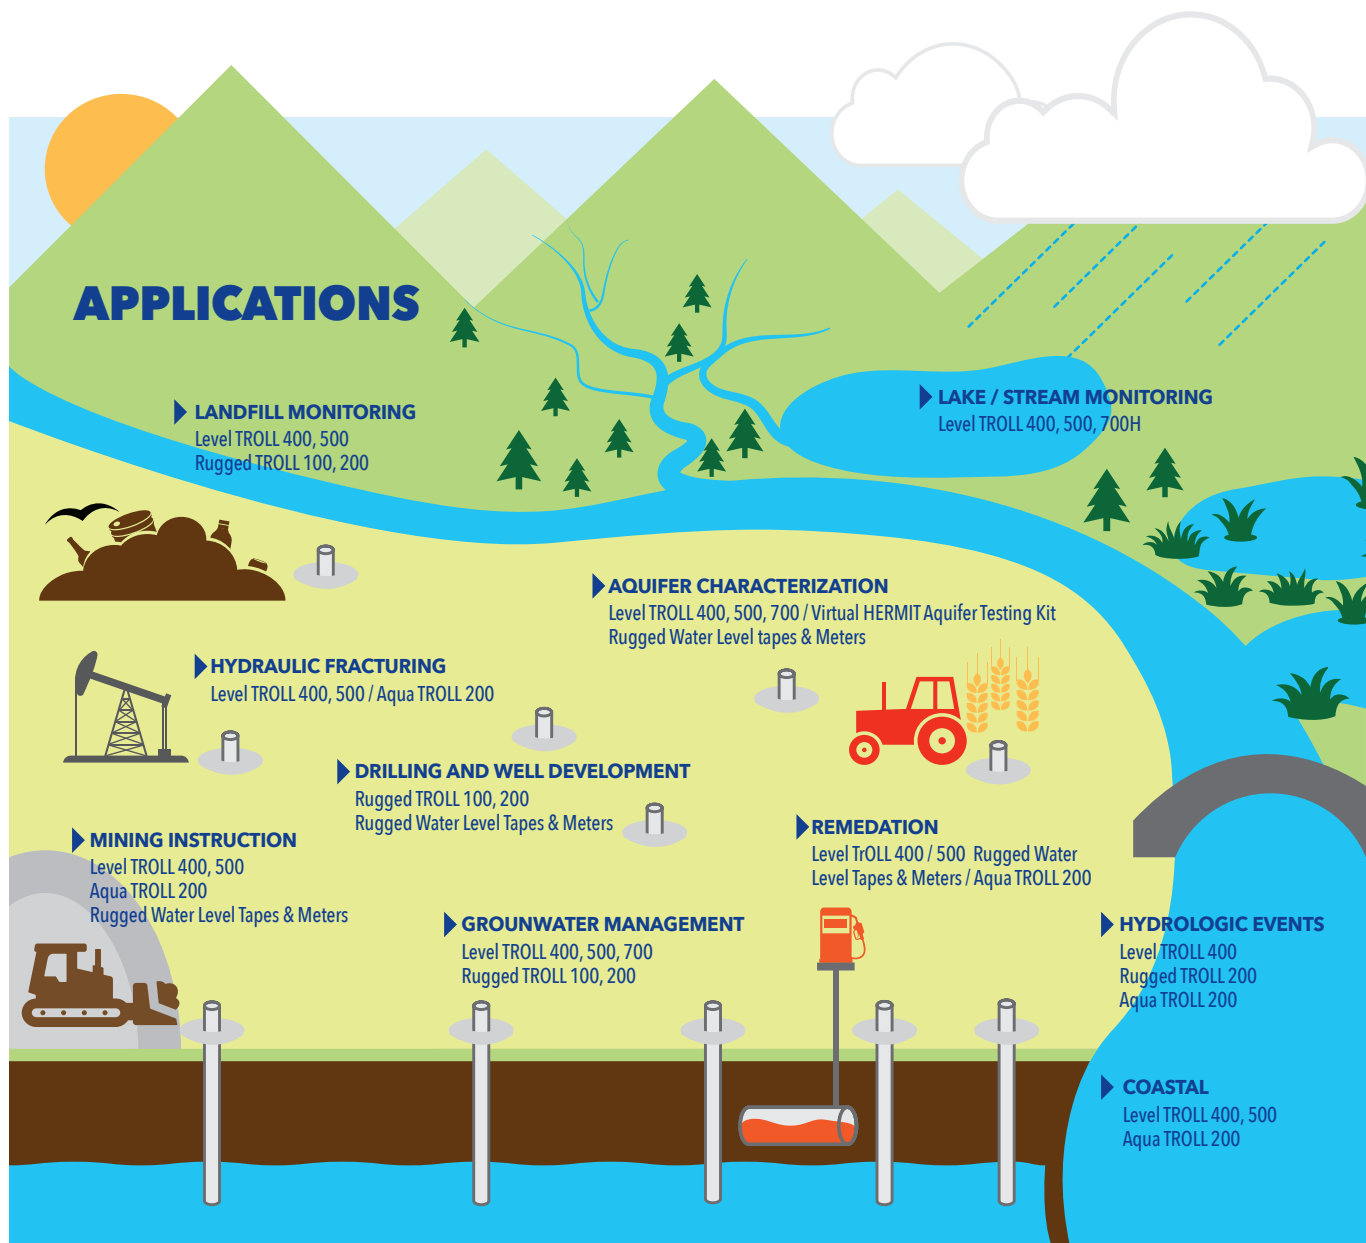 APPLICATIONS
LANDFILL MONITORING
Level TROLL 400, 500
Rugged TROLL 100, 200
LAKE / STREAM MONITORING
Level TROLL 400, 500, 700H
AQUIFER CHARACTERIZATION
Level TROLL 400, 500, 700 / Virtual HERMIT Aquifer Testing Kit
Rugged Water Level tapes & Meters
HYDRAULIC FRACTURING
Level TROLL 400, 500 / Aqua TROLL 200
DRILLING AND WELL DEVELOPMENT
Rugged TROLL 100, 200
Rugged Water Level Tapes & Meters
MINING INSTRUCTION
Level TROLL 400, 500
Aqua TROLL 200
Rugged Water Level Tapes & Meters
REMEDATION
Level TrOLL 400 / 500 Rugged Water
Level Tapes & Meters / Aqua TROLL 200
GROUNWATER MANAGEMENT
Level TROLL 400, 500, 700
Rugged TROLL 100, 200
HYDROLOGIC EVENTS
Level TROLL 400
Rugged TROLL 200
Aqua TROLL 200
COASTAL
Level TROLL 400, 500
Aqua TROLL 200